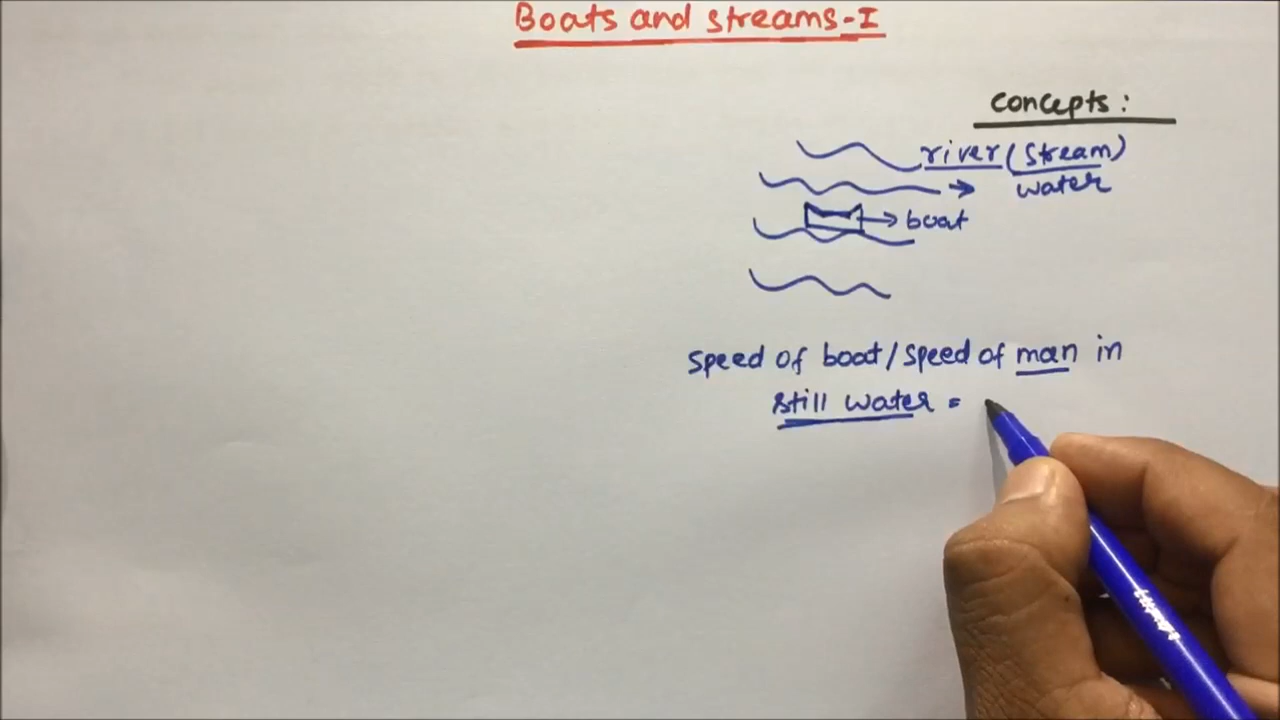 Boats and streams-I
concepts:
river (stream)
water
boat
speed of boat/speed of man in
still water =